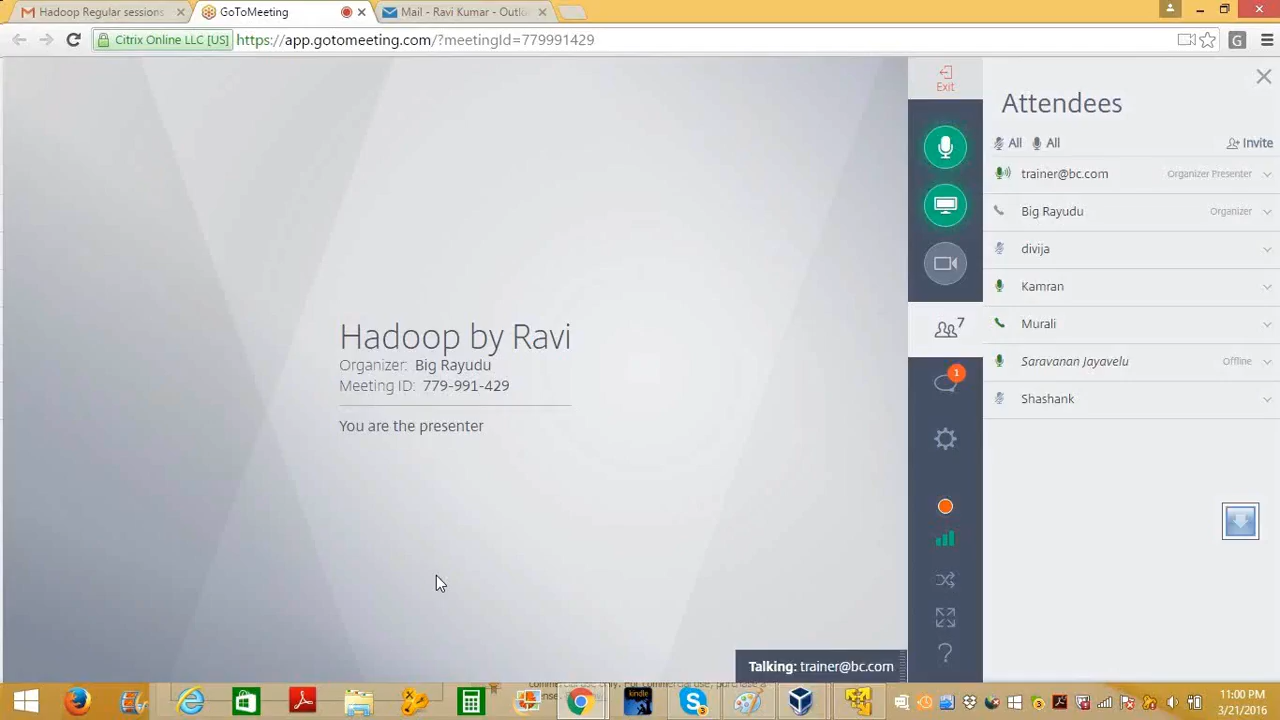 Hadoop Regular sessions
GoToMeeting
Mail - Ravi Kumar - Outlo
Citrix Online LLC [US]
https://app.gotomeeting.com/?meetingId=779991429
G
Exit
Attendees
All
All
Invite
trainer@bc.com
Organizer Presenter
Big Rayudu
Organizer
divija
Kamran
Murali
Saravanan Jayavelu
Offline
Shashank
7
1
Hadoop by Ravi
Organizer: Big Rayudu
Meeting ID: 779-991-429
You are the presenter
?
Talking: trainer@bc.com
kindle
3
11:00 PM
3/21/2016